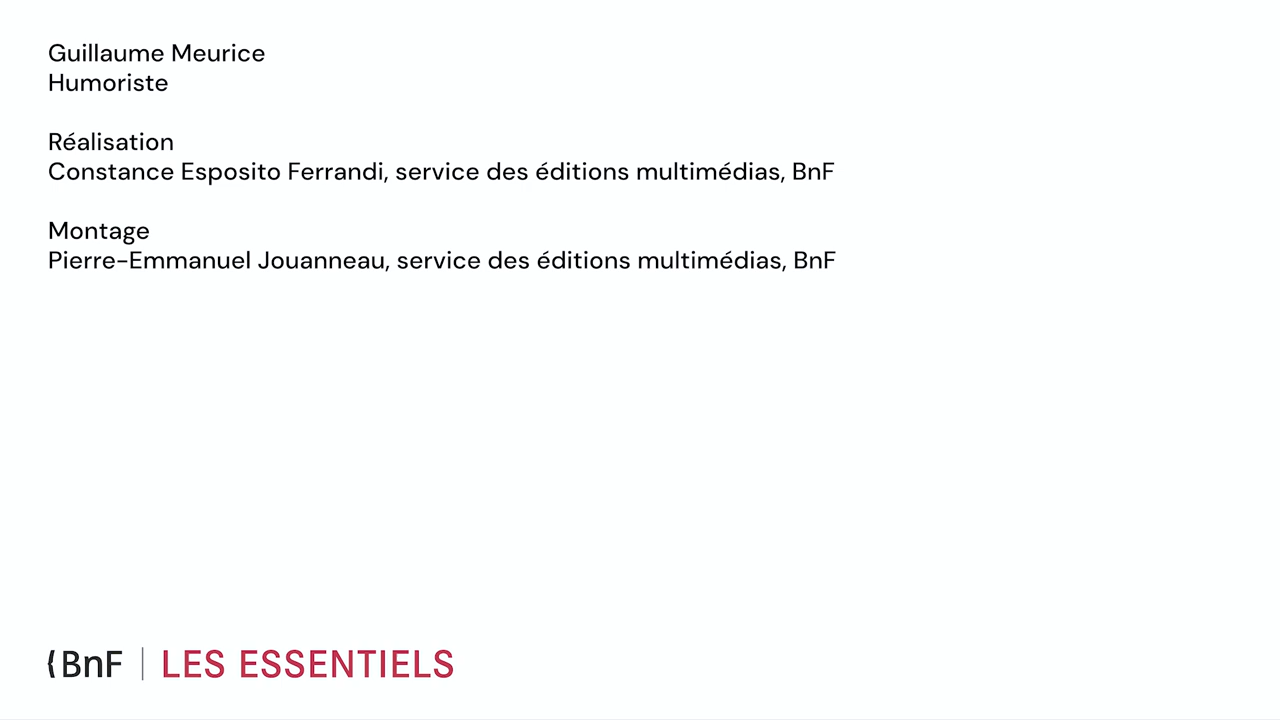 Guillaume Meurice
Humoriste
Réalisation
Constance Esposito Ferrandi, service des éditions multimédias, BnF
Montage
Pierre-Emmanuel Jouanneau, service des éditions multimédias, BnF
BnF | LES ESSENTIELS